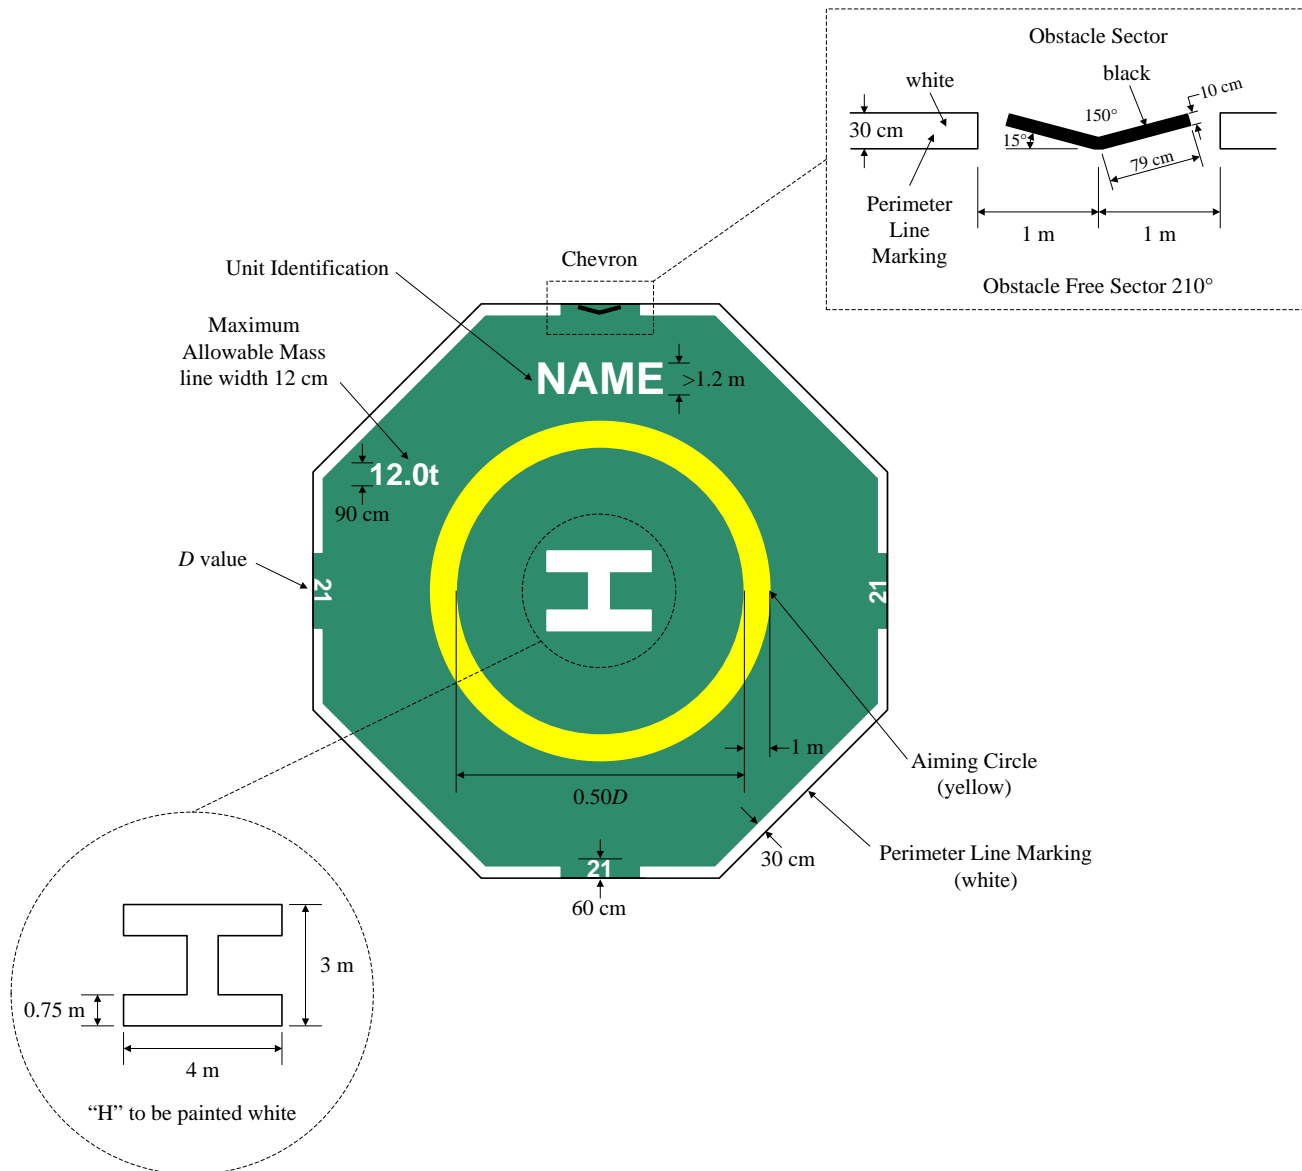 Obstacle Sector
white
black
10 cm
30 cm
150°
15°
79 cm
Perimeter
Line
Marking
1 m
1 m
Obstacle Free Sector 210°
Chevron
Unit Identification
Maximum
Allowable Mass
line width 12 cm
NAME
>1.2 m
12.0t
90 cm
D value
21
H
21
1 m
0.50D
Aiming Circle
(yellow)
30 cm
Perimeter Line Marking
(white)
21
60 cm
H
3 m
0.75 m
4 m
“H” to be painted white